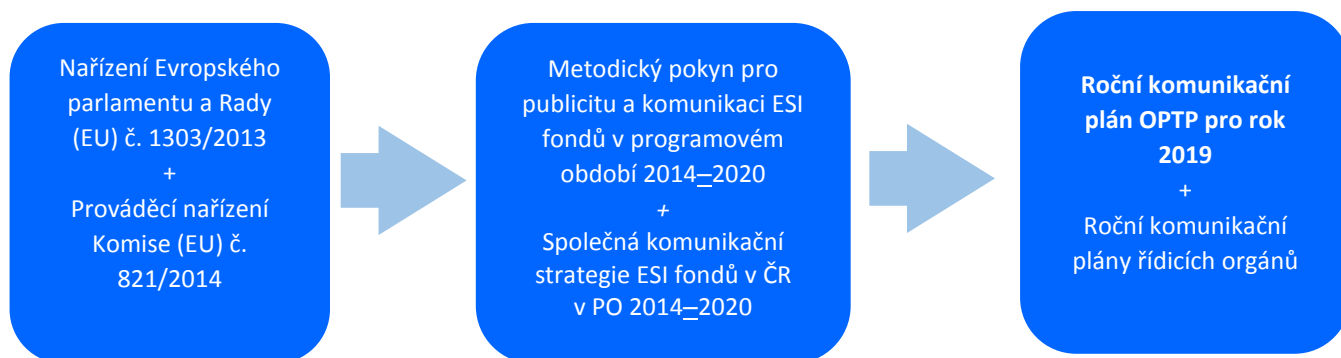 Nařízení Evropského
parlamentu a Rady
(EU) č. 1303/2013
+
Prováděcí nařízení
Komise (EU) č.
821/2014
Metodický pokyn pro
publicitu a komunikaci ESI
fondů v programovém
období 2014–2020
+
Společná komunikační
strategie ESI fondů v ČR
v PO 2014–2020
Roční komunikační
plán OPTP pro rok
2019
+
Roční komunikační
plány řídicích orgánů